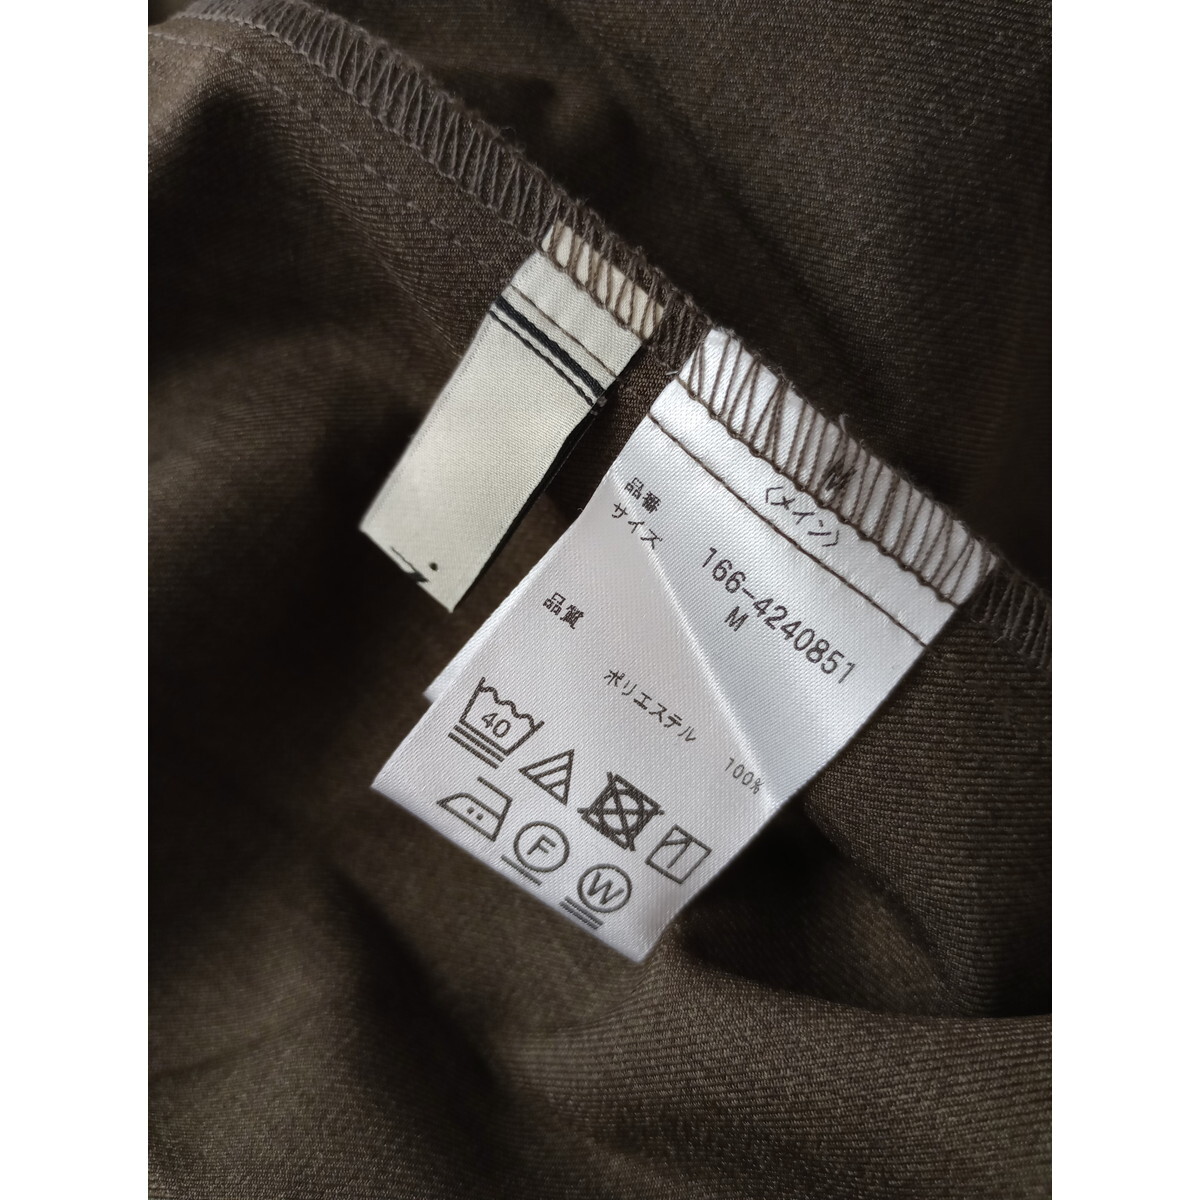 〈メイン〉
品番 166-4240851
サイズ M
品質
ポリエステル 100%
40
F
W